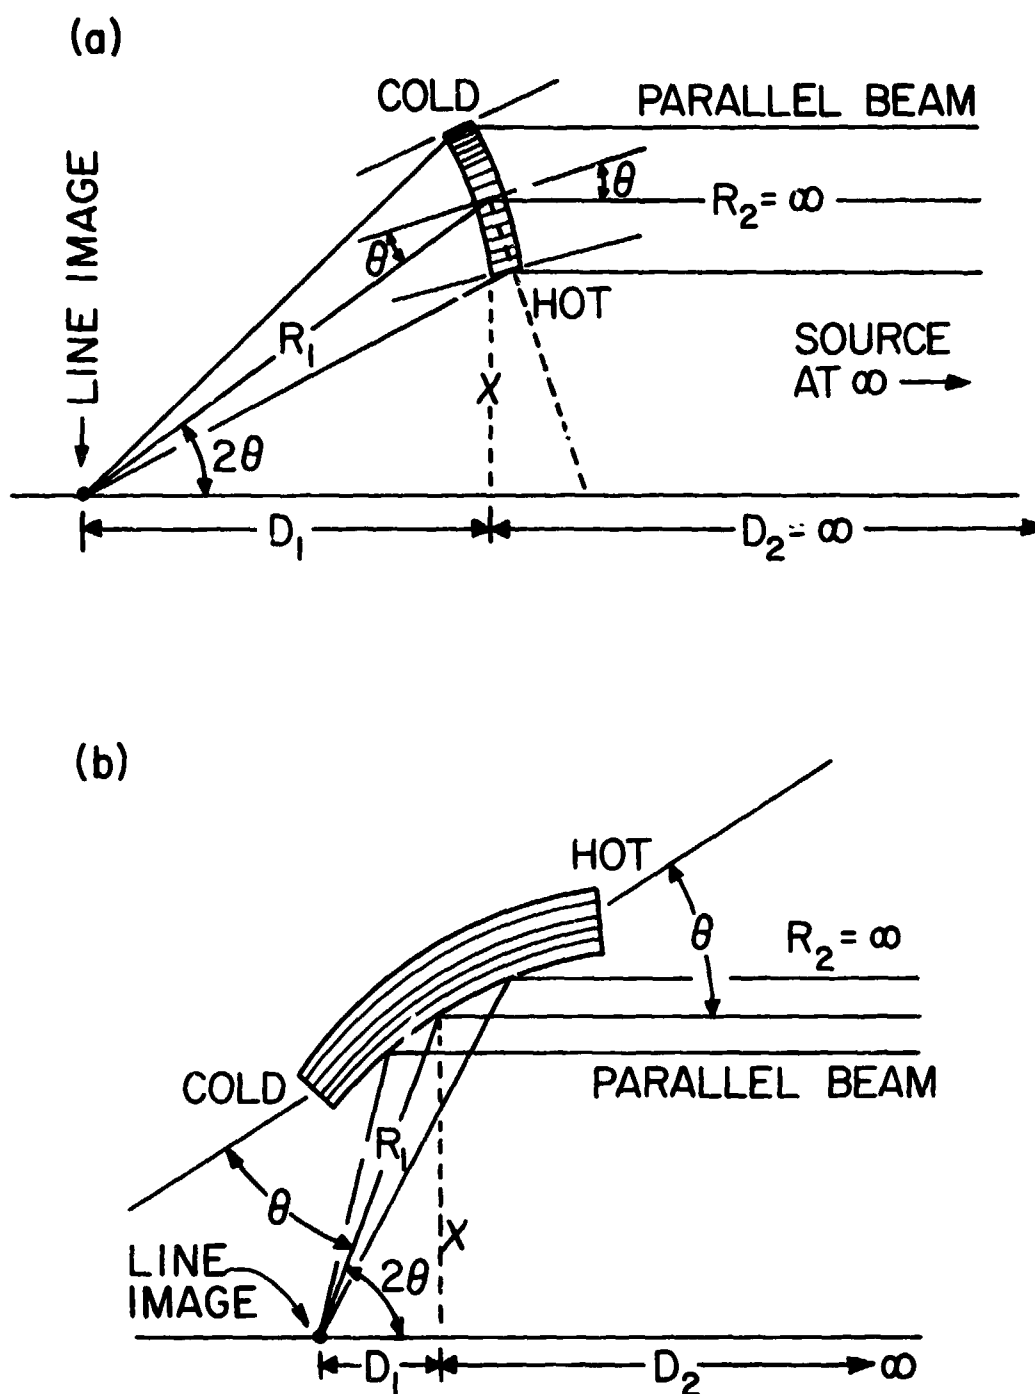 (a)
COLD
PARALLEL BEAM
LINE IMAGE
θ
R₂ = ∞
θ
HOT
R₁
SOURCE
AT ∞
X
2θ
D₁
D₂ = ∞
(b)
HOT
θ
R₂ = ∞
COLD
PARALLEL BEAM
R₁
θ
X
LINE
IMAGE
2θ
D₁
D₂
∞